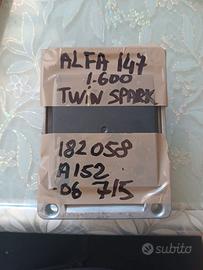 ALFA 147
1.600
TWIN SPARK
182058
A152
06 715
subito